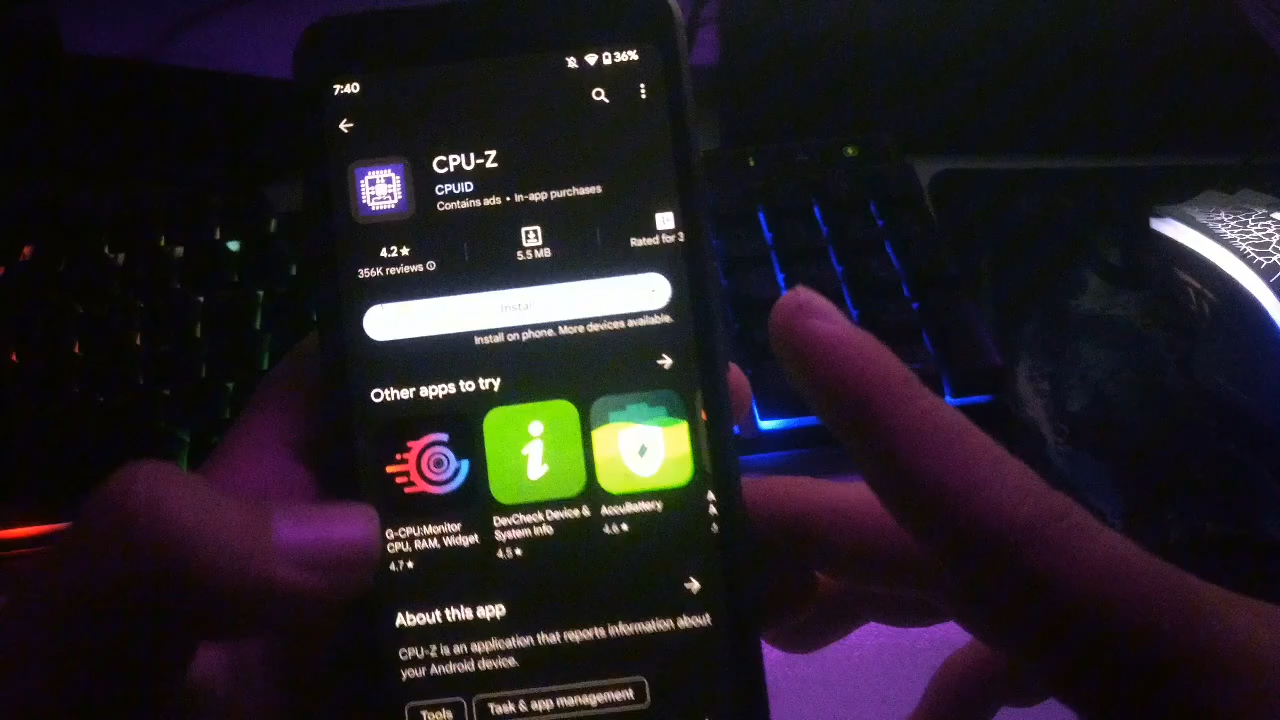 36%
7:40
CPU-Z
CPUID
Contains ads • In-app purchases
4.2★
356K reviews
5.5 MB
3+
Rated for 3
Install
Install on phone. More devices available.
Other apps to try
G-CPU:Monitor
CPU, RAM, Widget
4.7★
DevCheck Device &
System Info
4.5★
AccuBattery
4.6★
About this app
CPU-Z is an application that reports information about
your Android device.
Tools
Task & app management